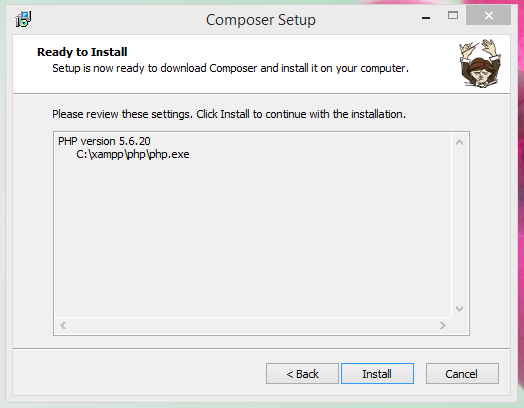 Composer Setup
Ready to Install
Setup is now ready to download Composer and install it on your computer.
Please review these settings. Click Install to continue with the installation.
PHP version 5.6.20
C:\xampp\php\php.exe
< Back
Install
Cancel